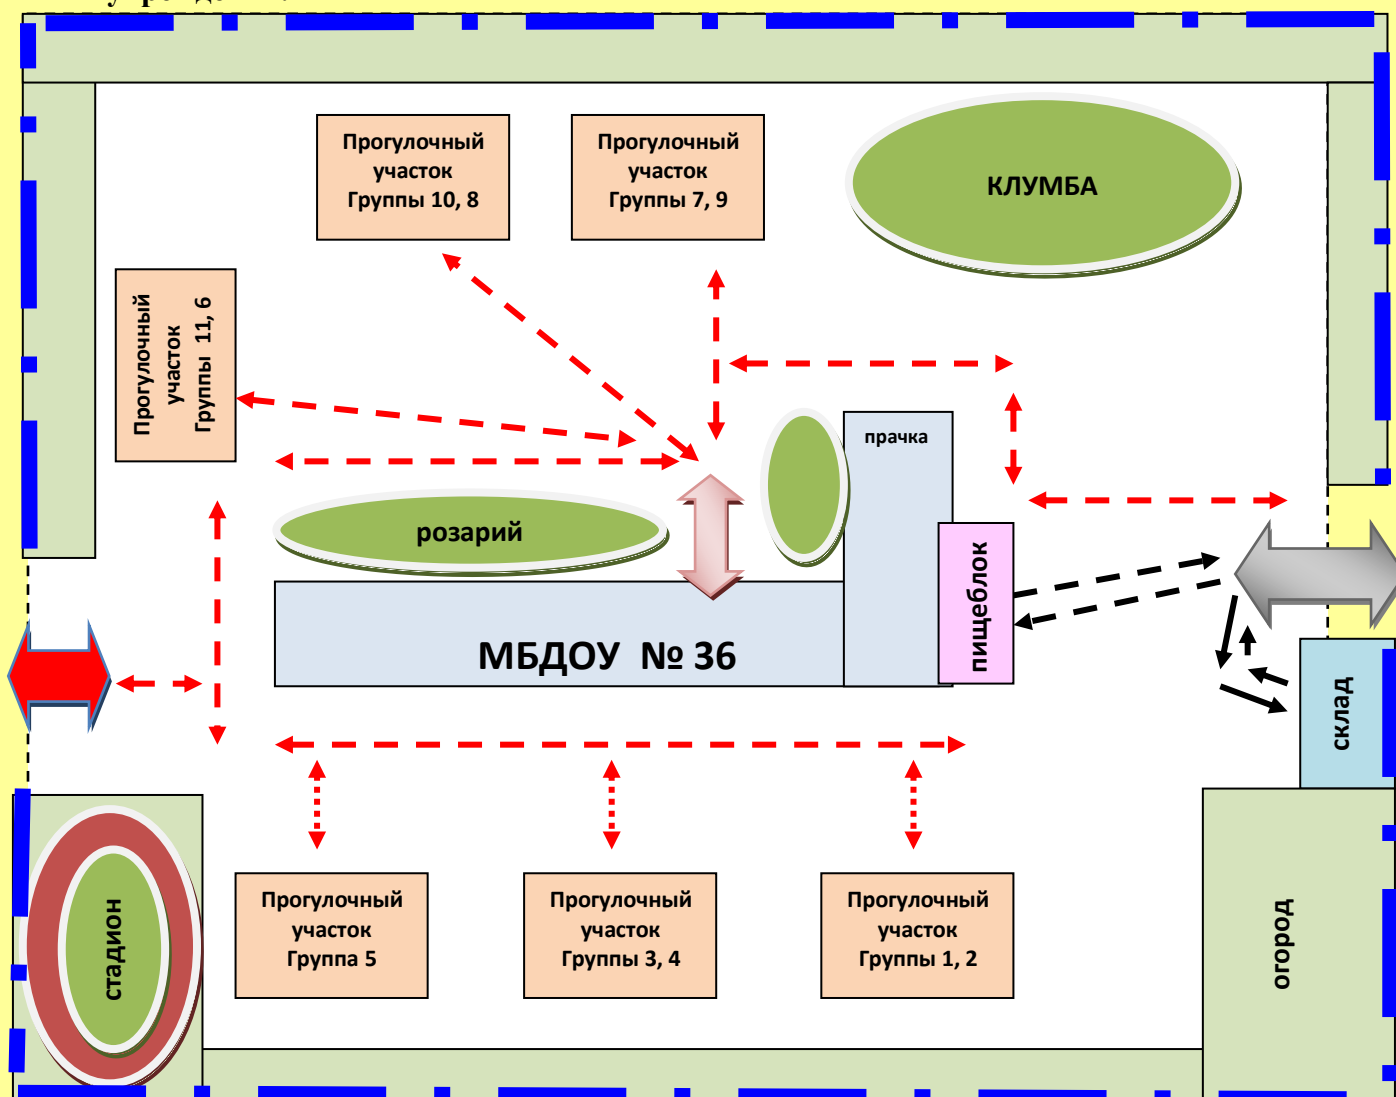 Прогулочный
участок
Группы 10, 8
Прогулочный
участок
Группы 7, 9
КЛУМБА
Прогулочный
участок
Группы 11, 6
прачка
розарий
пищеблок
МБДОУ № 36
склад
Прогулочный
участок
Группа 5
Прогулочный
участок
Группы 3, 4
Прогулочный
участок
Группы 1, 2
стадион
огород